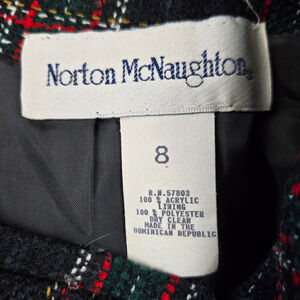 Norton McNaughton®
8
R.N.57803
100 % ACRYLIC
LINING
100 % POLYESTER
DRY CLEAN
MADE IN THE
DOMINICAN REPUBLIC